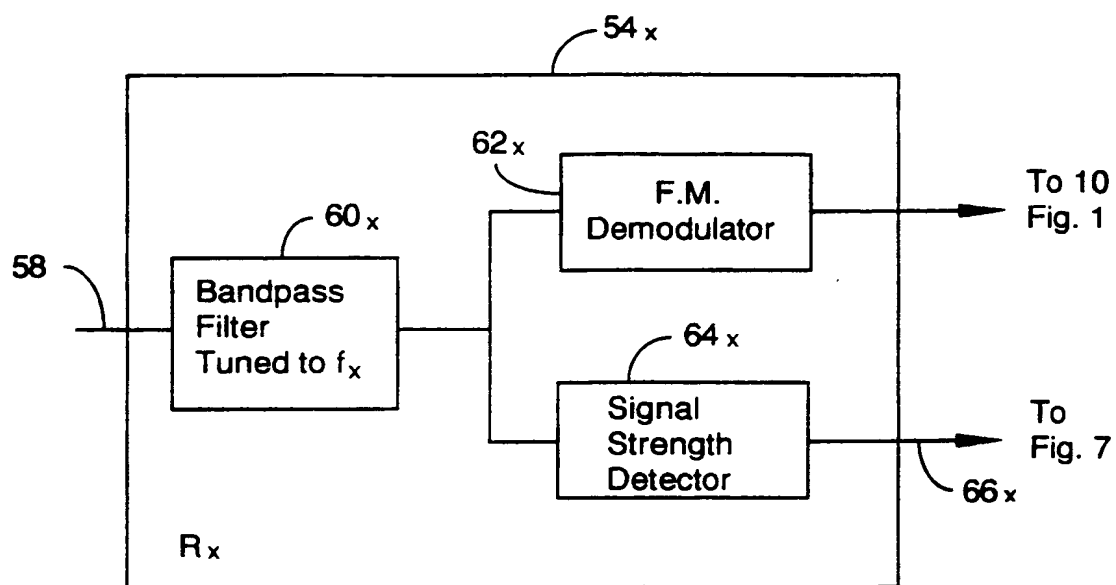 54x
62x
F.M.
Demodulator
To 10
Fig. 1
60x
58
Bandpass
Filter
Tuned to fx
64x
Signal
Strength
Detector
To
Fig. 7
66x
Rx